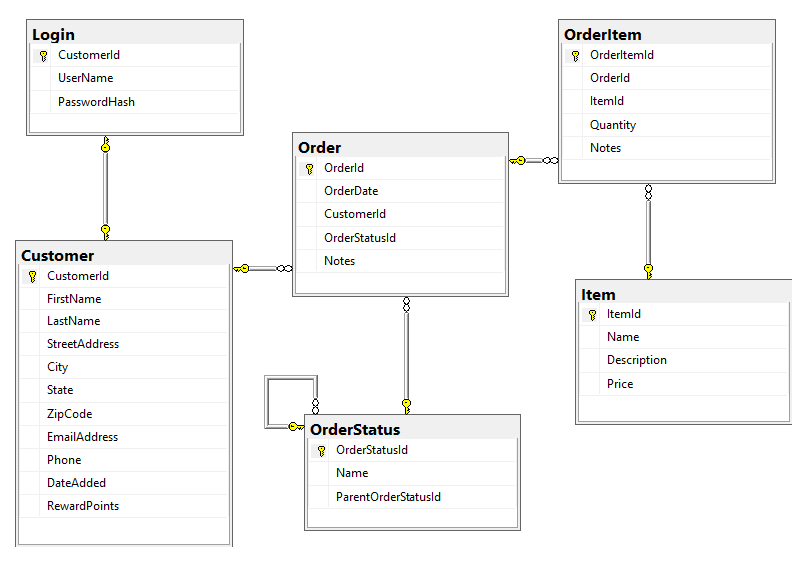 Login
CustomerId
UserName
PasswordHash
Customer
CustomerId
FirstName
LastName
StreetAddress
City
State
ZipCode
EmailAddress
Phone
DateAdded
RewardPoints
Order
OrderId
OrderDate
CustomerId
OrderStatusId
Notes
OrderStatus
OrderStatusId
Name
ParentOrderStatusId
OrderItem
OrderItemId
OrderId
ItemId
Quantity
Notes
Item
ItemId
Name
Description
Price